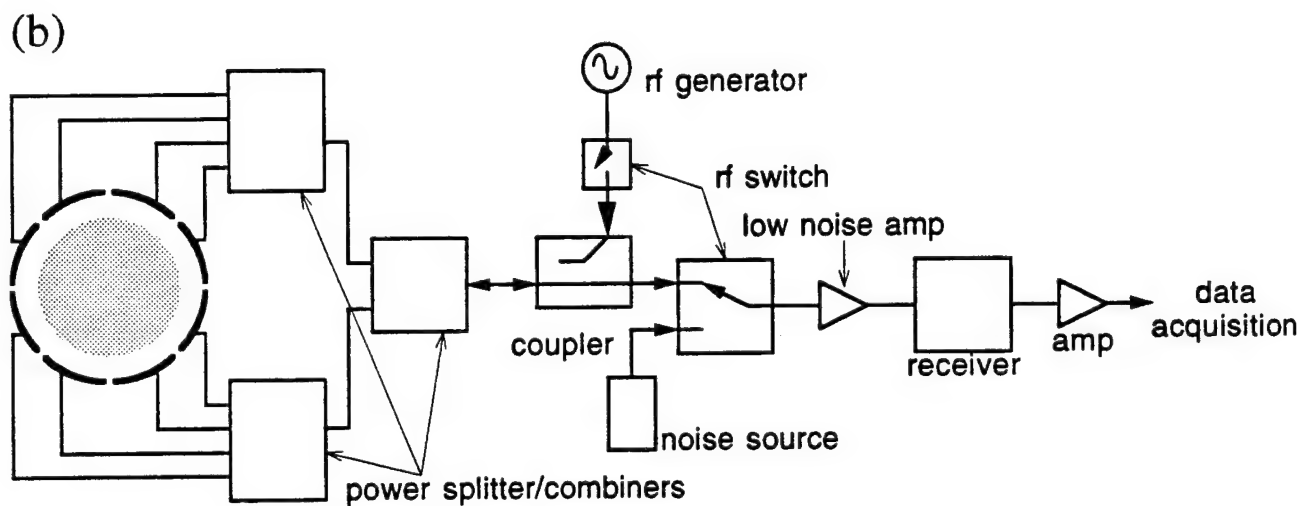 (b)
rf generator
rf switch
low noise amp
coupler
receiver
amp
data
acquisition
noise source
power splitter/combiners